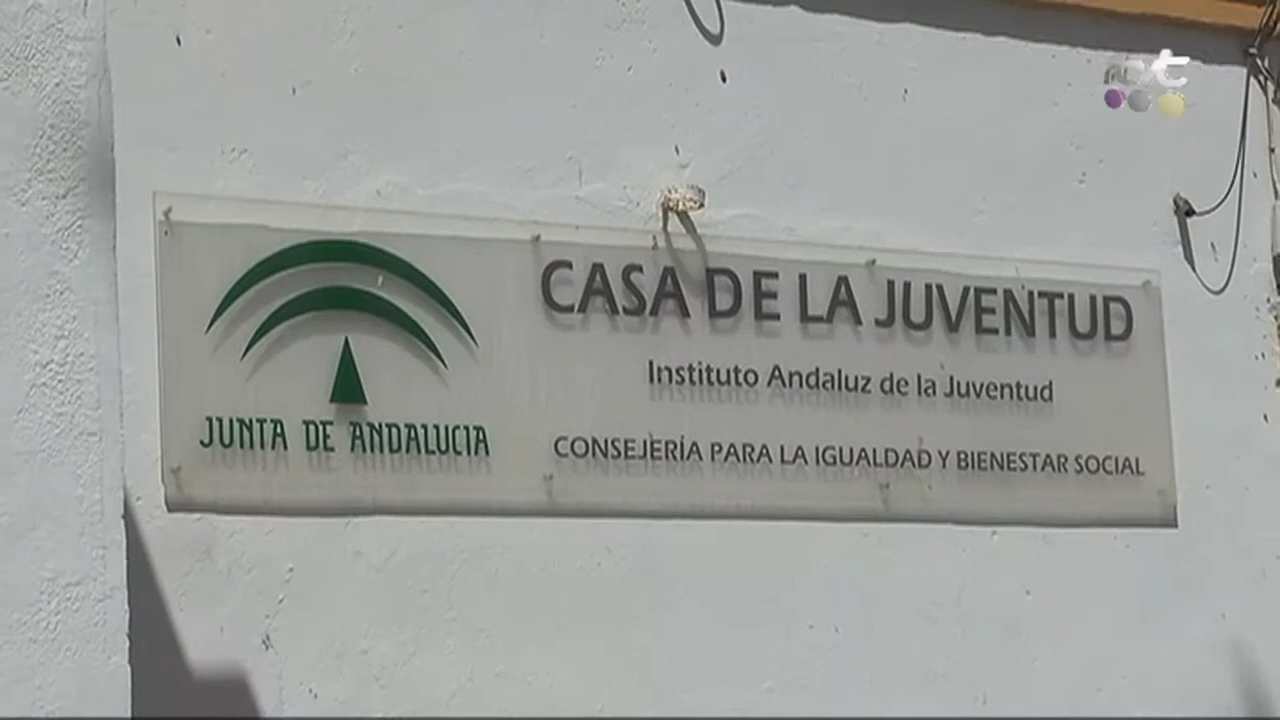 CASA DE LA JUVENTUD
Instituto Andaluz de la Juventud
CONSEJERÍA PARA LA IGUALDAD Y BIENESTAR SOCIAL
JUNTA DE ANDALUCIA